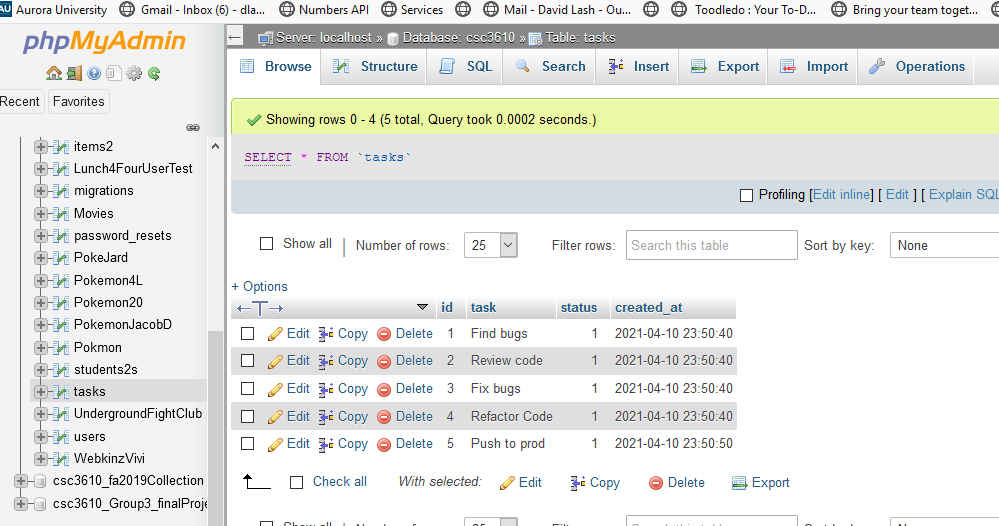 AU Aurora University Gmail - Inbox (6) - dla... Numbers API Services Mail - David Lash - Ou... Toodledo : Your To-D... Bring your team toget...
phpMyAdmin
Recent Favorites
items2
Lunch4FourUserTest
migrations
Movies
password_resets
PokeJard
Pokemon4L
Pokemon20
PokemonJacobD
Pokmon
students2s
tasks
UndergroundFightClub
users
WebkinzVivi
csc3610_fa2019Collection
csc3610_Group3_finalProje
Server: localhost » Database: csc3610 » Table: tasks
Browse Structure SQL Search Insert Export Import Operations
Showing rows 0 - 4 (5 total, Query took 0.0002 seconds.)
SELECT * FROM `tasks`
Profiling [Edit inline] [ Edit ] [ Explain SQL
Show all Number of rows: 25 Filter rows: Search this table Sort by key: None
+ Options
id task status created_at
Edit Copy Delete 1 Find bugs 1 2021-04-10 23:50:40
Edit Copy Delete 2 Review code 1 2021-04-10 23:50:40
Edit Copy Delete 3 Fix bugs 1 2021-04-10 23:50:40
Edit Copy Delete 4 Refactor Code 1 2021-04-10 23:50:40
Edit Copy Delete 5 Push to prod 1 2021-04-10 23:50:50
Check all With selected: Edit Copy Delete Export